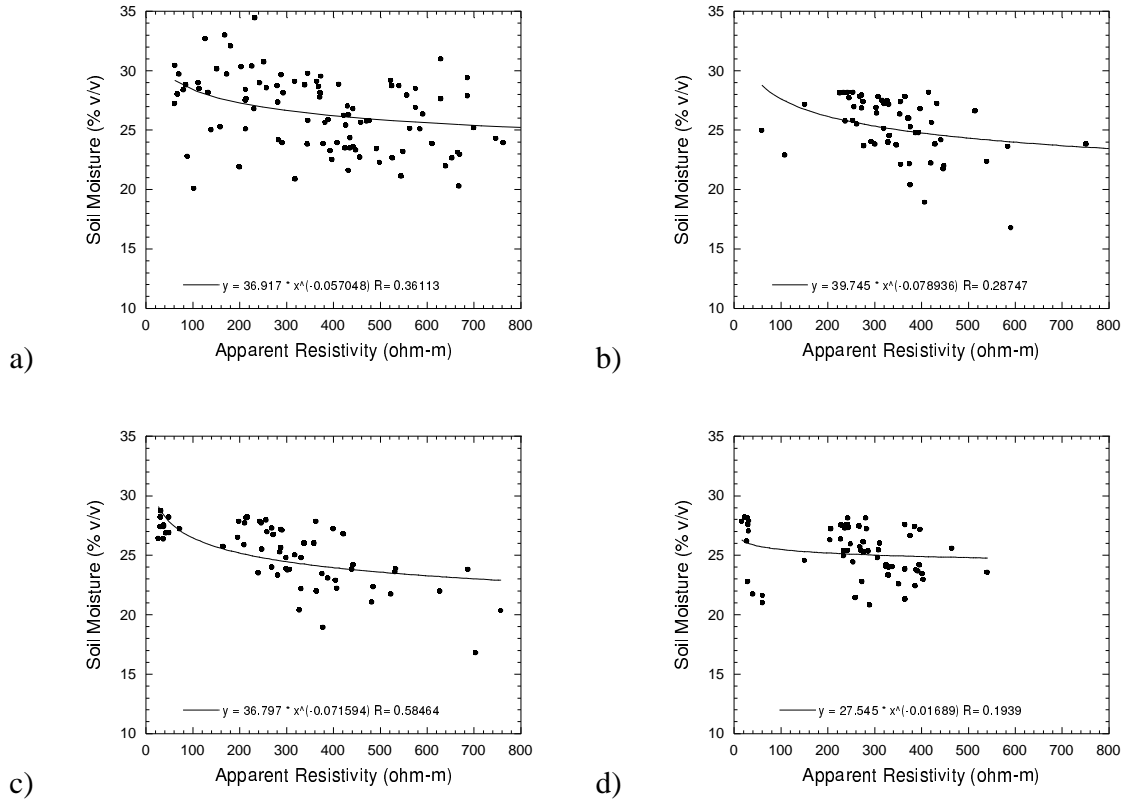 35
30
25
20
15
10
Soil Moisture (% v/v)
y = 36.917 * x^(-0.057048) R= 0.36113
0 100 200 300 400 500 600 700 800
Apparent Resistivity (ohm-m)
a)
35
30
25
20
15
10
Soil Moisture (% v/v)
y = 39.745 * x^(-0.078936) R= 0.28747
0 100 200 300 400 500 600 700 800
Apparent Resistivity (ohm-m)
b)
35
30
25
20
15
10
Soil Moisture (% v/v)
y = 36.797 * x^(-0.071594) R= 0.58464
0 100 200 300 400 500 600 700 800
Apparent Resistivity (ohm-m)
c)
35
30
25
20
15
10
Soil Moisture (% v/v)
y = 27.545 * x^(-0.01689) R= 0.1939
0 100 200 300 400 500 600 700 800
Apparent Resistivity (ohm-m)
d)